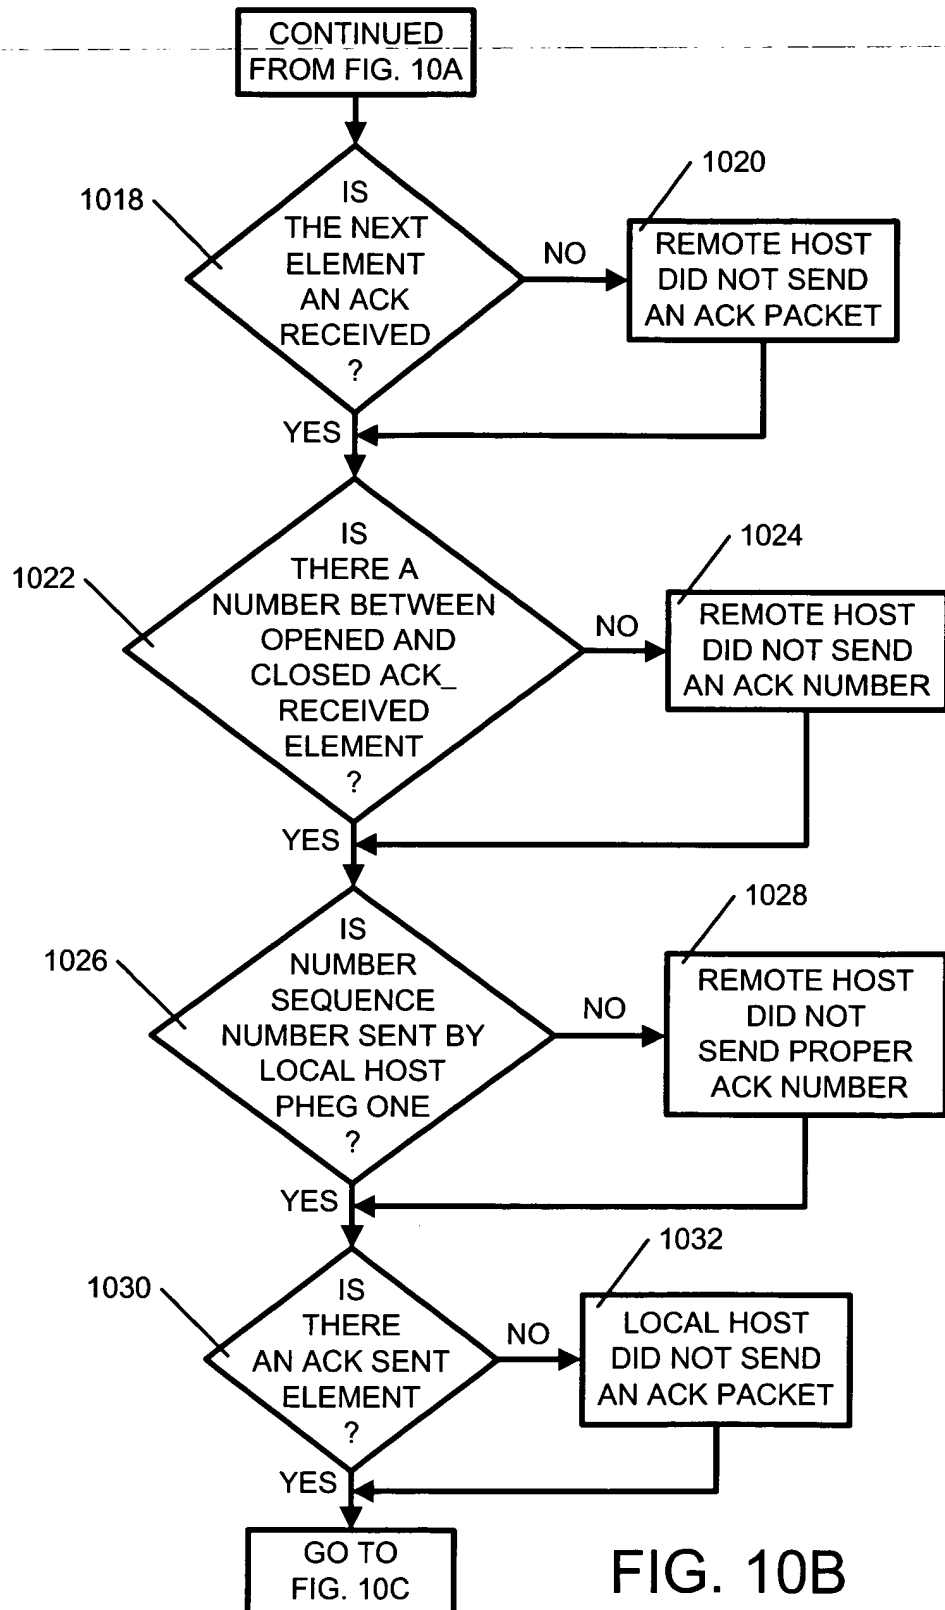 CONTINUED
FROM FIG. 10A
1018
IS
THE NEXT
ELEMENT
AN ACK
RECEIVED
?
NO
1020
REMOTE HOST
DID NOT SEND
AN ACK PACKET
YES
1022
IS
THERE A
NUMBER BETWEEN
OPENED AND
CLOSED ACK_
RECEIVED
ELEMENT
?
NO
1024
REMOTE HOST
DID NOT SEND
AN ACK NUMBER
YES
1026
IS
NUMBER
SEQUENCE
NUMBER SENT BY
LOCAL HOST
PHEG ONE
?
NO
1028
REMOTE HOST
DID NOT
SEND PROPER
ACK NUMBER
YES
1030
IS
THERE
AN ACK SENT
ELEMENT
?
NO
1032
LOCAL HOST
DID NOT SEND
AN ACK PACKET
YES
GO TO
FIG. 10C
FIG. 10B